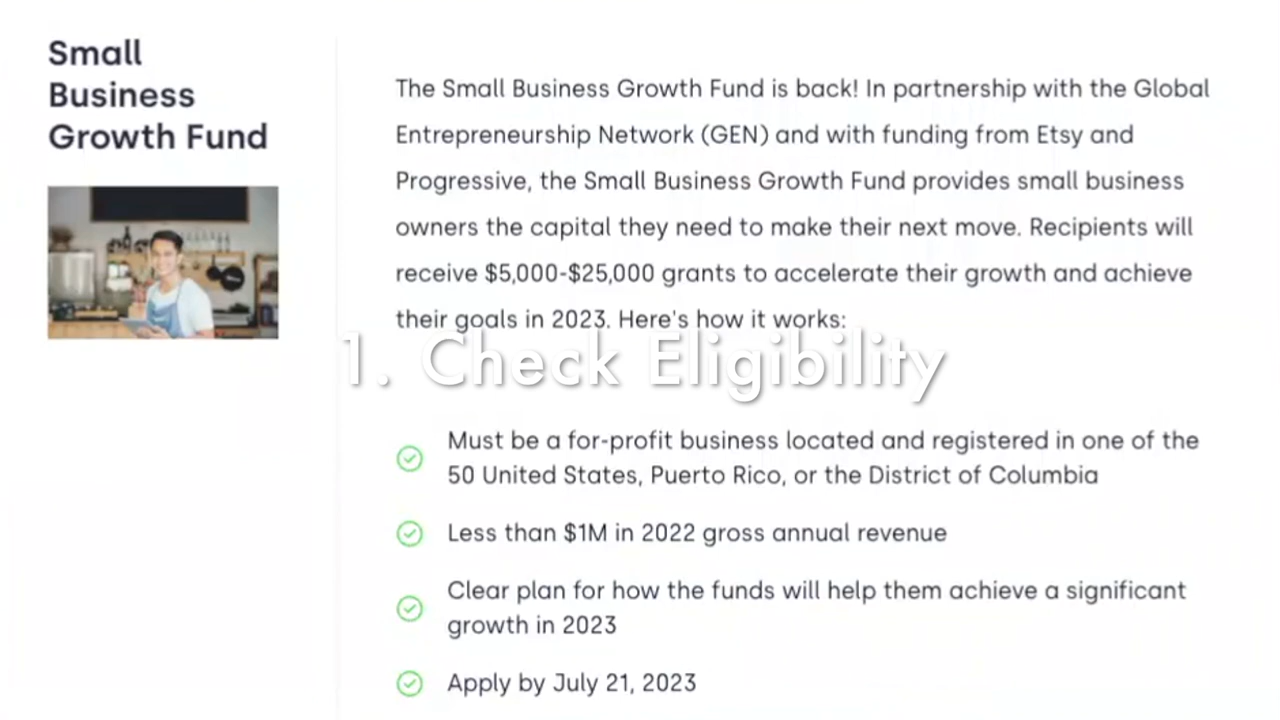 Small
Business
Growth Fund
The Small Business Growth Fund is back! In partnership with the Global
Entrepreneurship Network (GEN) and with funding from Etsy and
Progressive, the Small Business Growth Fund provides small business
owners the capital they need to make their next move. Recipients will
receive $5,000-$25,000 grants to accelerate their growth and achieve
their goals in 2023. Here's how it works:
1. Check Eligibility
Must be a for-profit business located and registered in one of the
50 United States, Puerto Rico, or the District of Columbia
Less than $1M in 2022 gross annual revenue
Clear plan for how the funds will help them achieve a significant
growth in 2023
Apply by July 21, 2023